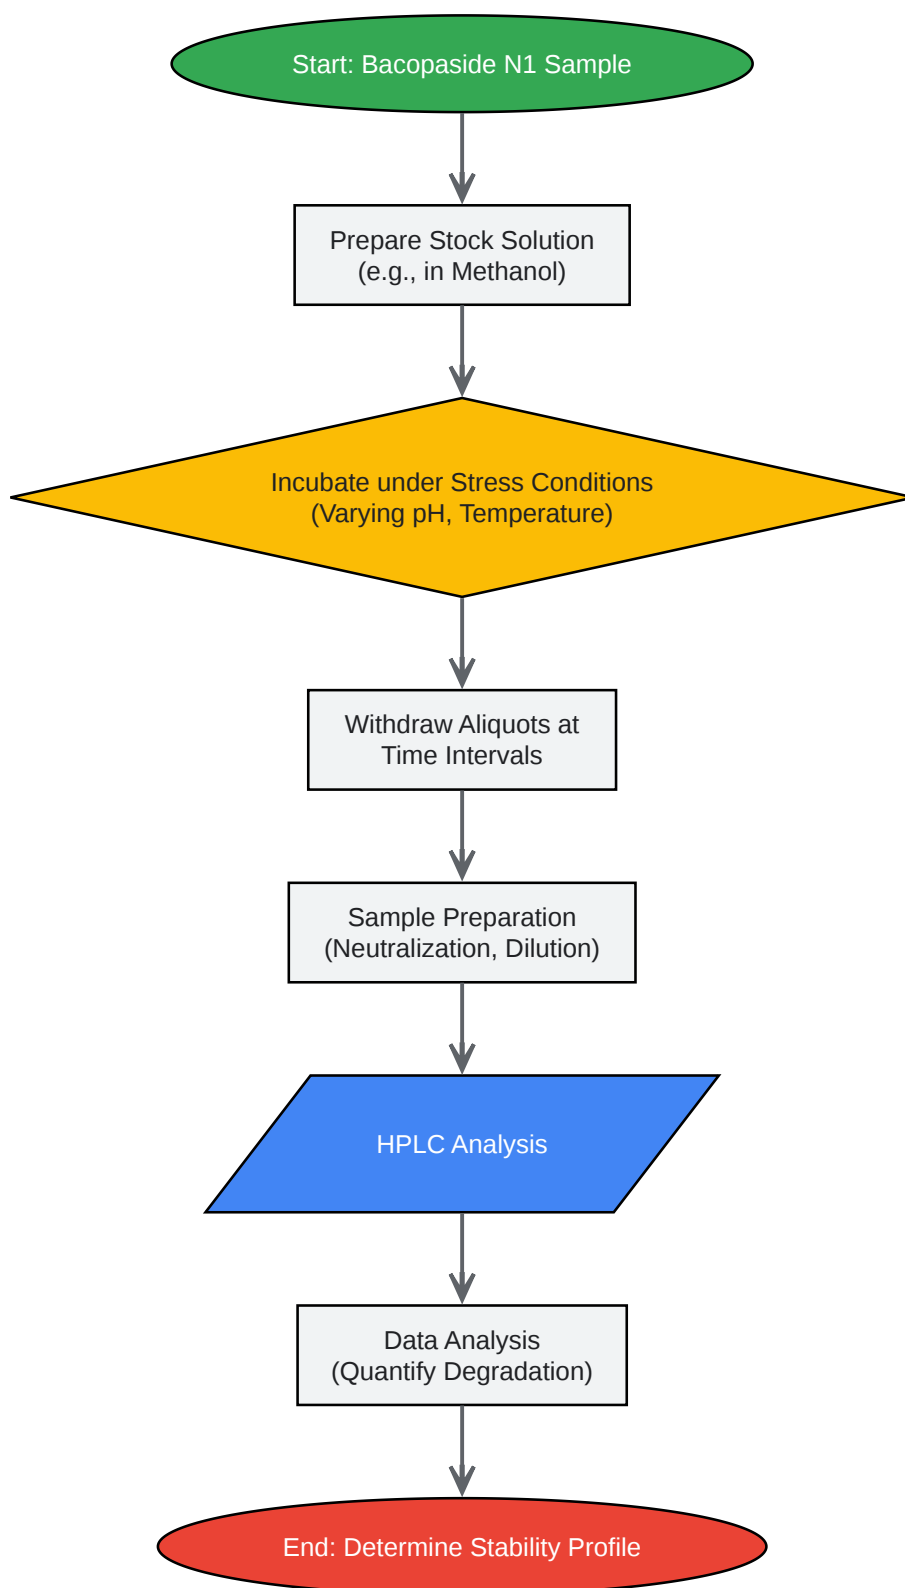 Start: Bacopaside N1 Sample
Prepare Stock Solution
(e.g., in Methanol)
Incubate under Stress Conditions
(Varying pH, Temperature)
Withdraw Aliquots at
Time Intervals
Sample Preparation
(Neutralization, Dilution)
HPLC Analysis
Data Analysis
(Quantify Degradation)
End: Determine Stability Profile